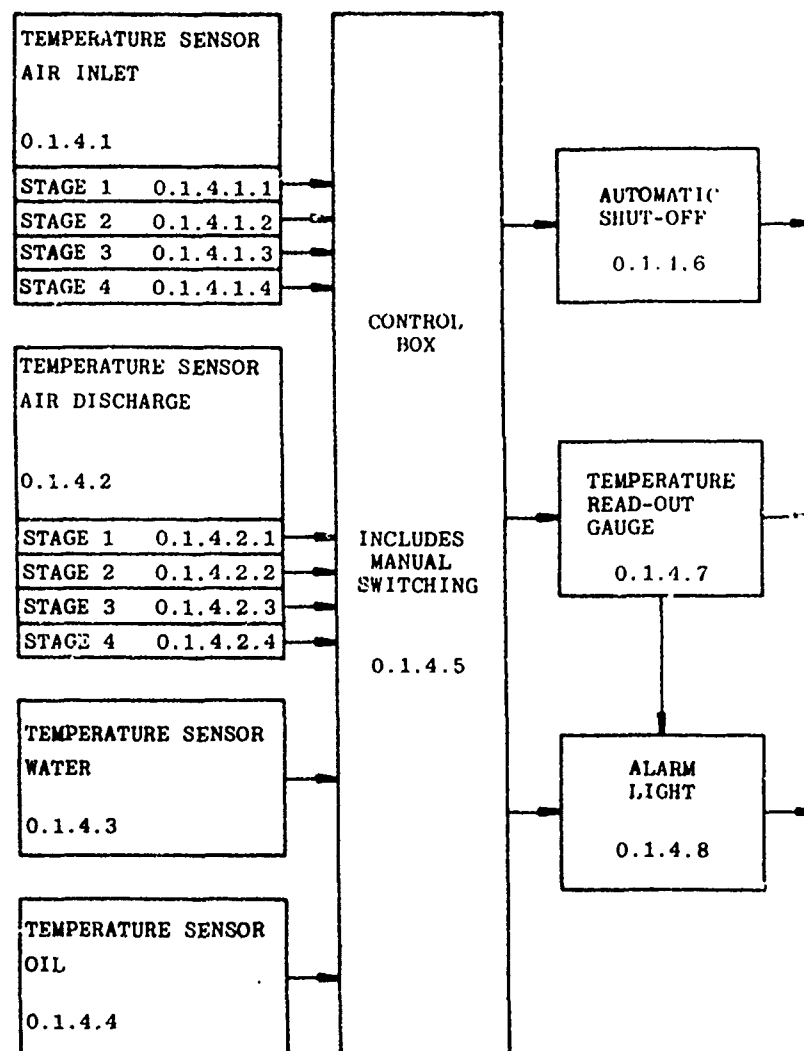 TEMPERATURE SENSOR
AIR INLET
0.1.4.1
STAGE 1 0.1.4.1.1
STAGE 2 0.1.4.1.2
STAGE 3 0.1.4.1.3
STAGE 4 0.1.4.1.4
TEMPERATURE SENSOR
AIR DISCHARGE
0.1.4.2
STAGE 1 0.1.4.2.1
STAGE 2 0.1.4.2.2
STAGE 3 0.1.4.2.3
STAGE 4 0.1.4.2.4
TEMPERATURE SENSOR
WATER
0.1.4.3
TEMPERATURE SENSOR
OIL
0.1.4.4
CONTROL
BOX
INCLUDES
MANUAL
SWITCHING
0.1.4.5
AUTOMATIC
SHUT-OFF
0.1.1.6
TEMPERATURE
READ-OUT
GAUGE
0.1.4.7
ALARM
LIGHT
0.1.4.8